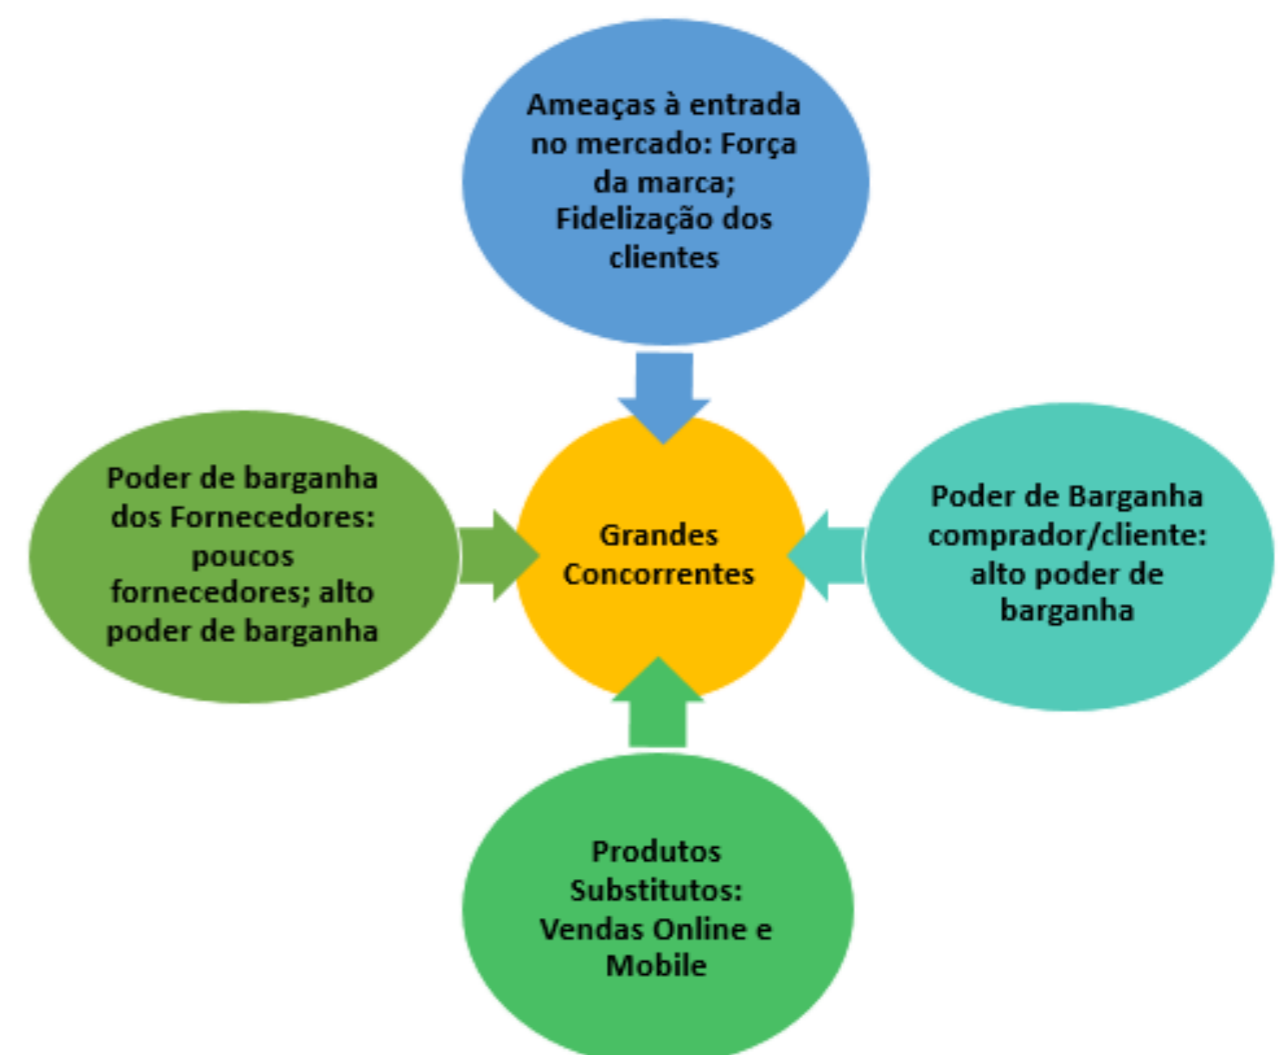 Ameaças à entrada
no mercado: Força
da marca;
Fidelização dos
clientes
Poder de barganha
dos Fornecedores:
poucos
fornecedores; alto
poder de barganha
Grandes
Concorrentes
Poder de Barganha
comprador/cliente:
alto poder de
barganha
Produtos
Substitutos:
Vendas Online e
Mobile